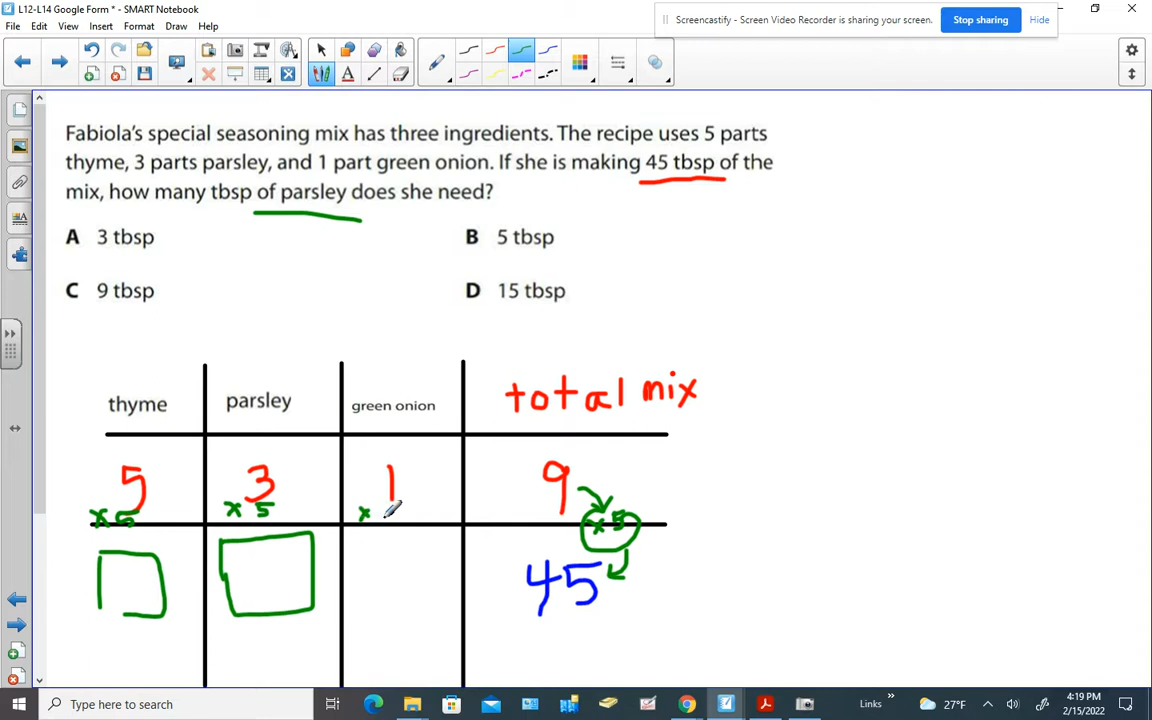 L12-L14 Google Form * - SMART Notebook
File Edit View Insert Format Draw Help
Screencastify - Screen Video Recorder is sharing your screen. Stop sharing Hide
Fabiola's special seasoning mix has three ingredients. The recipe uses 5 parts
thyme, 3 parts parsley, and 1 part green onion. If she is making 45 tbsp of the
mix, how many tbsp of parsley does she need?
A 3 tbsp B 5 tbsp
C 9 tbsp D 15 tbsp
thyme parsley green onion total mix
5 3 1 9
x 5 x 5 x x 5
45
Type here to search
Links » 27°F
4:19 PM
2/15/2022